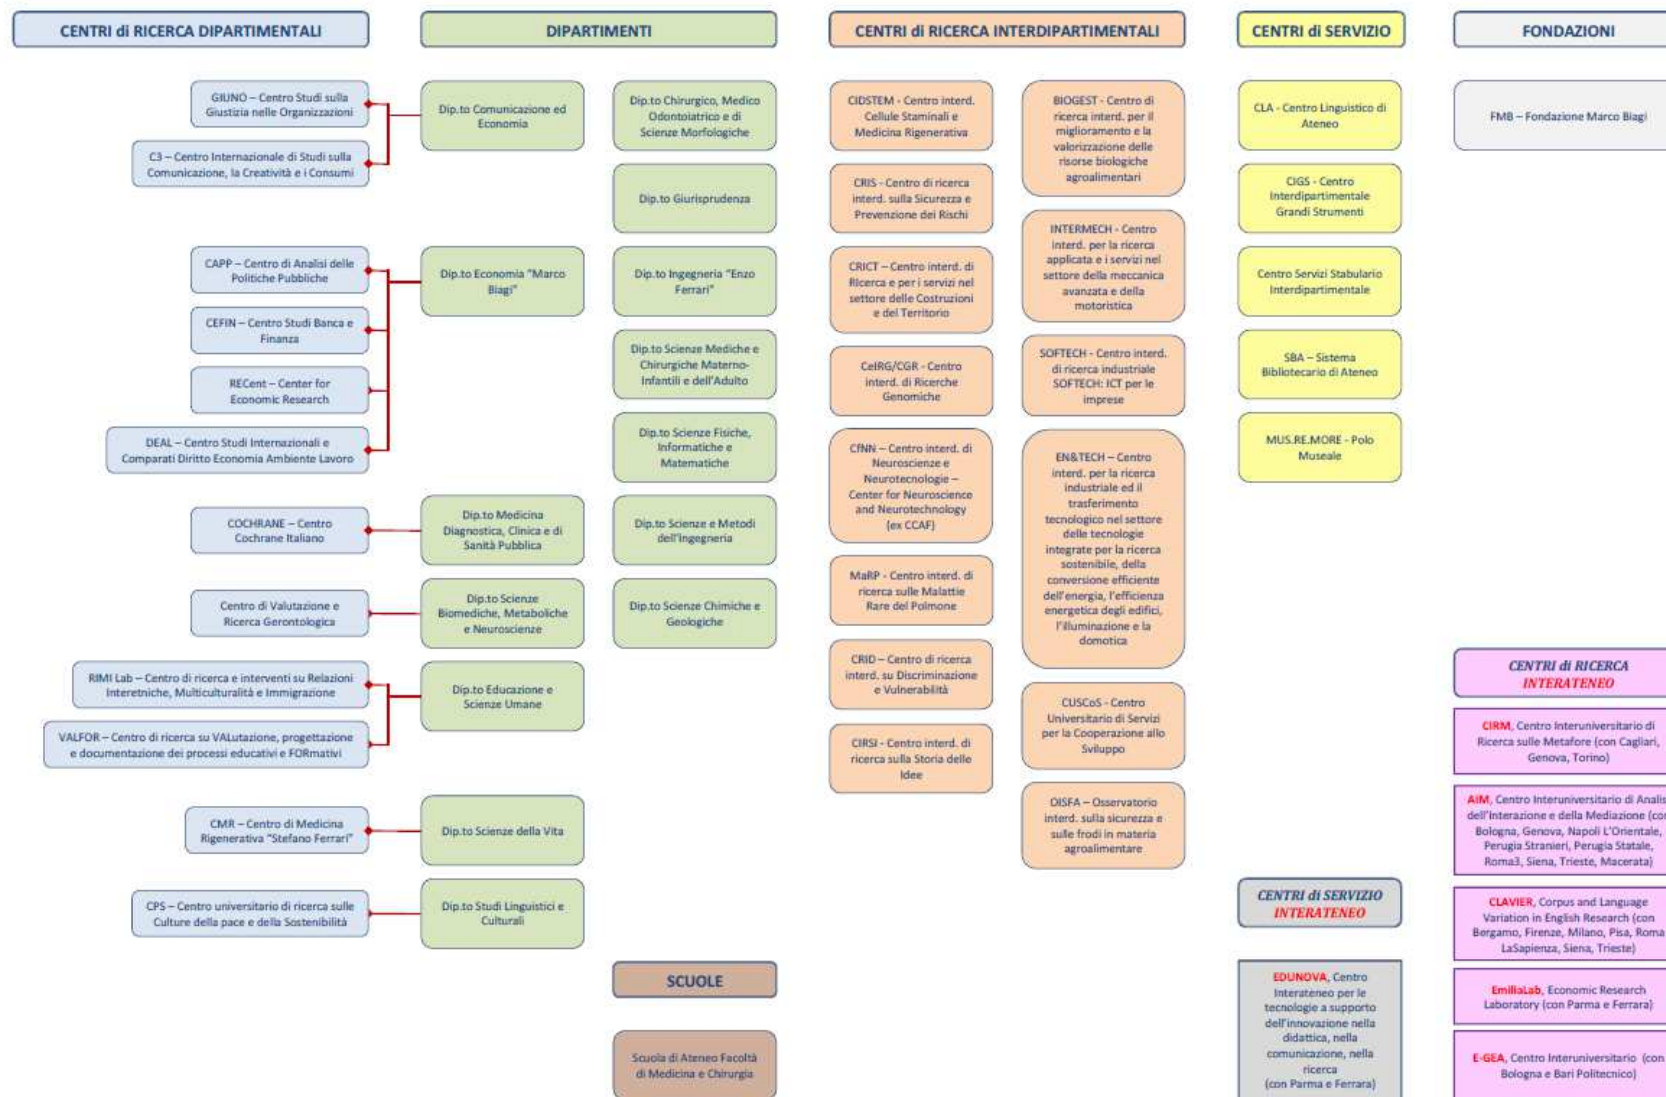 CENTRI di RICERCA DIPARTIMENTALI
DIPARTIMENTI
CENTRI di RICERCA INTERDIPARTIMENTALI
CENTRI di SERVIZIO
FONDAZIONI
GIUNO – Centro Studi sulla
Giustizia nelle Organizzazioni
C3 – Centro Internazionale di Studi sulla
Comunicazione, la Creatività e i Consumi
CAPP – Centro di Analisi delle
Politiche Pubbliche
CEFIN – Centro Studi Banca e
Finanza
RECent – Center for
Economic Research
DEAL – Centro Studi Internazionali e
Comparati Diritto Economia Ambiente Lavoro
COCHRANE – Centro
Cochrane Italiano
Centro di Valutazione e
Ricerca Gerontologica
RIMI Lab – Centro di ricerca e interventi su Relazioni
Interetniche, Multiculturalità e Immigrazione
VALFOR – Centro di ricerca su VALutazione, progettazione
e documentazione dei processi educativi e FORmativi
CMR – Centro di Medicina
Rigenerativa "Stefano Ferrari"
CPS – Centro universitario di ricerca sulle
Culture della pace e della Sostenibilità
Dip.to Comunicazione ed
Economia
Dip.to Economia "Marco
Biagi"
Dip.to Medicina
Diagnostica, Clinica e di
Sanità Pubblica
Dip.to Scienze
Biomediche, Metaboliche
e Neuroscienze
Dip.to Educazione e
Scienze Umane
Dip.to Scienze della Vita
Dip.to Studi Linguistici e
Culturali
Dip.to Chirurgico, Medico
Odontoiatrico e di
Scienze Morfologiche
Dip.to Giurisprudenza
Dip.to Ingegneria "Enzo
Ferrari"
Dip.to Scienze Mediche e
Chirurgiche Materno-
Infantili e dell'Adulto
Dip.to Scienze Fisiche,
Informatiche e
Matematiche
Dip.to Scienze e Metodi
dell'Ingegneria
Dip.to Scienze Chimiche e
Geologiche
SCUOLE
Scuola di Ateneo Facoltà
di Medicina e Chirurgia
CIDSTEM - Centro interd.
Cellule Staminali e
Medicina Rigenerativa
CRIS - Centro di ricerca
interd. sulla Sicurezza e
Prevenzione dei Rischi
CRICT – Centro interd. di
Ricerca e per i servizi nel
settore delle Costruzioni
e del Territorio
CeIRG/CGR - Centro
interd. di Ricerche
Genomiche
CfNN – Centro interd. di
Neuroscienze e
Neurotecnologie –
Center for Neuroscience
and Neurotechnology
(ex CCAF)
MaRP - Centro interd. di
ricerca sulle Malattie
Rare del Polmone
CRID – Centro di ricerca
interd. su Discriminazione
e Vulnerabilità
CIRSI - Centro interd. di
ricerca sulla Storia delle
Idee
BIOGEST - Centro di
ricerca interd. per il
miglioramento e la
valorizzazione delle
risorse biologiche
agroalimentari
INTERMECH - Centro
interd. per la ricerca
applicata e i servizi nel
settore della meccanica
avanzata e della
motoristica
SOFTECH - Centro interd.
di ricerca industriale
SOFTECH: ICT per le
imprese
EN&TECH – Centro
interd. per la ricerca
industriale ed il
trasferimento
tecnologico nel settore
delle tecnologie
integrate per la ricerca
sostenibile, della
conversione efficiente
dell'energia, l'efficienza
energetica degli edifici,
l'illuminazione e la
domotica
CUSCoS - Centro
Universitario di Servizi
per la Cooperazione allo
Sviluppo
OISFA – Osservatorio
interd. sulla sicurezza e
sulle frodi in materia
agroalimentare
CLA - Centro Linguistico di
Ateneo
CIGS - Centro
Interdipartimentale
Grandi Strumenti
Centro Servizi Stabulario
Interdipartimentale
SBA – Sistema
Bibliotecario di Ateneo
MUS.RE.MORE - Polo
Museale
CENTRI di SERVIZIO
INTERATENEO
EDUNOVA, Centro
Interateneo per le
tecnologie a supporto
dell'innovazione nella
didattica, nella
comunicazione, nella
ricerca
(con Parma e Ferrara)
FMB – Fondazione Marco Biagi
CENTRI di RICERCA
INTERATENEO
CIRM, Centro Interuniversitario di
Ricerca sulle Metafore (con Cagliari,
Genova, Torino)
AIM, Centro Interuniversitario di Analisi
dell'Interazione e della Mediazione (con
Bologna, Genova, Napoli L'Orientale,
Perugia Stranieri, Perugia Statale,
Roma3, Siena, Trieste, Macerata)
CLAVIER, Corpus and Language
Variation in English Research (con
Bergamo, Firenze, Milano, Pisa, Roma
LaSapienza, Siena, Trieste)
EmiliaLab, Economic Research
Laboratory (con Parma e Ferrara)
E-GEA, Centro Interuniversitario (con
Bologna e Bari Politecnico)